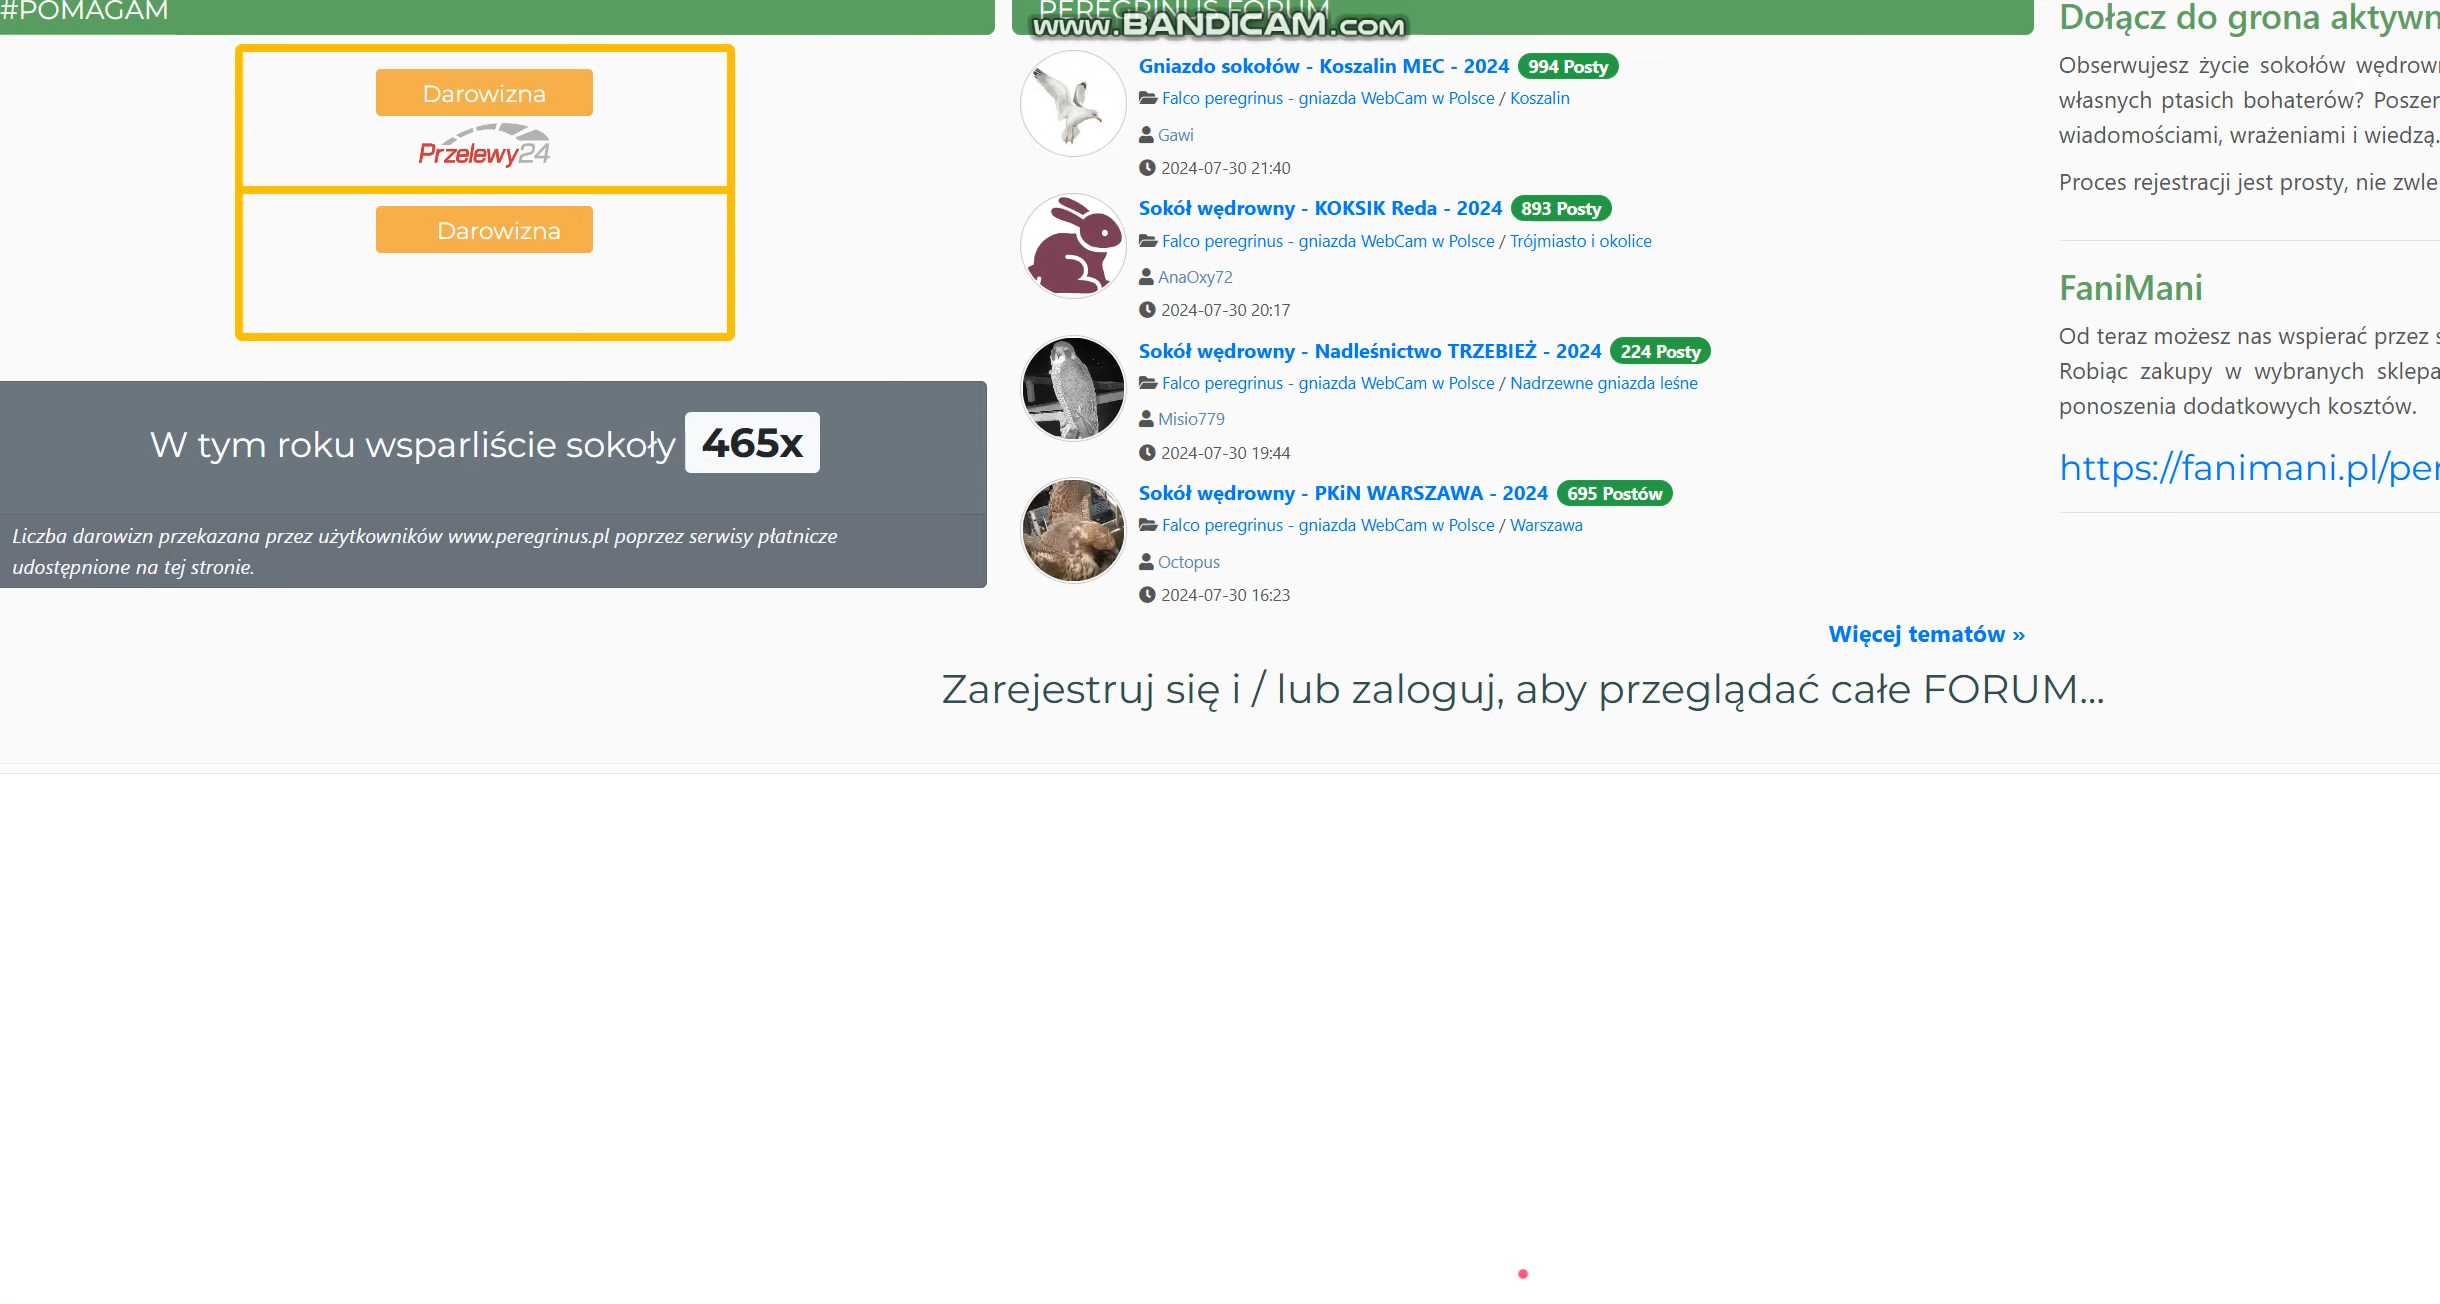 #POMAGAM
Darowizna
Przelewy24
Darowizna
W tym roku wsparliście sokoły 465x
Liczba darowizn przekazana przez użytkowników www.peregrinus.pl poprzez serwisy płatnicze
udostępnione na tej stronie.
PEREGRINUS FORUM
www.BANDICAM.com
Gniazdo sokołów - Koszalin MEC - 2024 994 Posty
Falco peregrinus - gniazda WebCam w Polsce / Koszalin
Gawi
2024-07-30 21:40
Sokół wędrowny - KOKSIK Reda - 2024 893 Posty
Falco peregrinus - gniazda WebCam w Polsce / Trójmiasto i okolice
AnaOxy72
2024-07-30 20:17
Sokół wędrowny - Nadleśnictwo TRZEBIEŻ - 2024 224 Posty
Falco peregrinus - gniazda WebCam w Polsce / Nadrzewne gniazda leśne
Misio779
2024-07-30 19:44
Sokół wędrowny - PKiN WARSZAWA - 2024 695 Postów
Falco peregrinus - gniazda WebCam w Polsce / Warszawa
Octopus
2024-07-30 16:23
Więcej tematów »
Zarejestruj się i / lub zaloguj, aby przeglądać całe FORUM...
Dołącz do grona
Obserwujesz życie sokołów
własnych ptasich bohaterów?
wiadomościami, wrażeniami i wiedzą.
Proces rejestracji jest prosty, nie
FaniMani
Od teraz możesz nas wspierać przez
Robiąc zakupy w wybranych
ponoszenia dodatkowych kosztów.
https://fanimani.pl/per